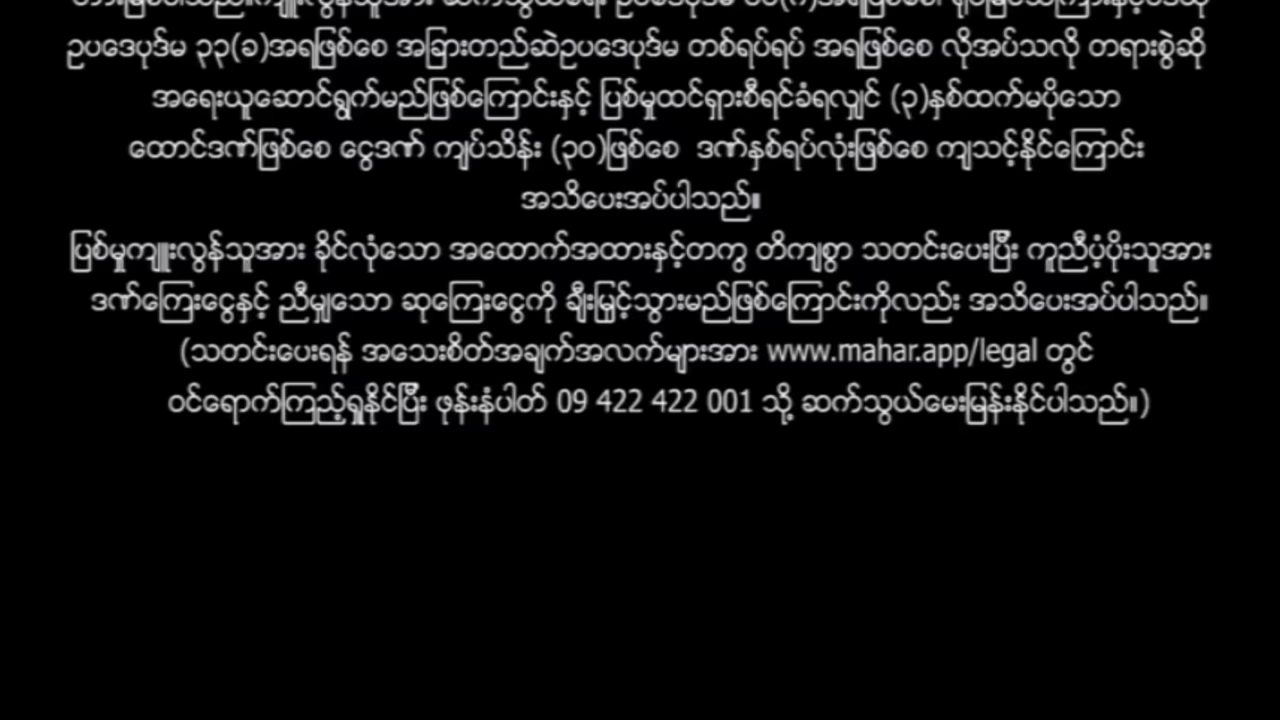 ဥပဒေပုဒ်မ ၃၃(ခ)အရဖြစ်စေ အခြားတည်ဆဲဥပဒေပုဒ်မ တစ်ရပ်ရပ် အရဖြစ်စေ လိုအပ်သလို တရားစွဲဆို
အရေးယူဆောင်ရွက်မည်ဖြစ်ကြောင်းနှင့် ပြစ်မှုထင်ရှားစီရင်ခံရလျှင် (၃)နှစ်ထက်မပိုသော
ထောင်ဒဏ်ဖြစ်စေ ငွေဒဏ် ကျပ်သိန်း (၃၀)ဖြစ်စေ ဒဏ်နှစ်ရပ်လုံးဖြစ်စေ ကျသင့်နိုင်ကြောင်း
အသိပေးအပ်ပါသည်။
ပြစ်မှုကျူးလွန်သူအား ခိုင်လုံသော အထောက်အထားနှင့်တကွ တိကျစွာ သတင်းပေးပြီး ကူညီပံ့ပိုးသူအား
ဒဏ်ကြေးငွေနှင့် ညီမျှသော ဆုကြေးငွေကို ချီးမြှင့်သွားမည်ဖြစ်ကြောင်းကိုလည်း အသိပေးအပ်ပါသည်။
(သတင်းပေးရန် အသေးစိတ်အချက်အလက်များအား www.mahar.app/legal တွင်
ဝင်ရောက်ကြည့်ရှုနိုင်ပြီး ဖုန်းနံပါတ် 09 422 422 001 သို့ ဆက်သွယ်မေးမြန်းနိုင်ပါသည်။)